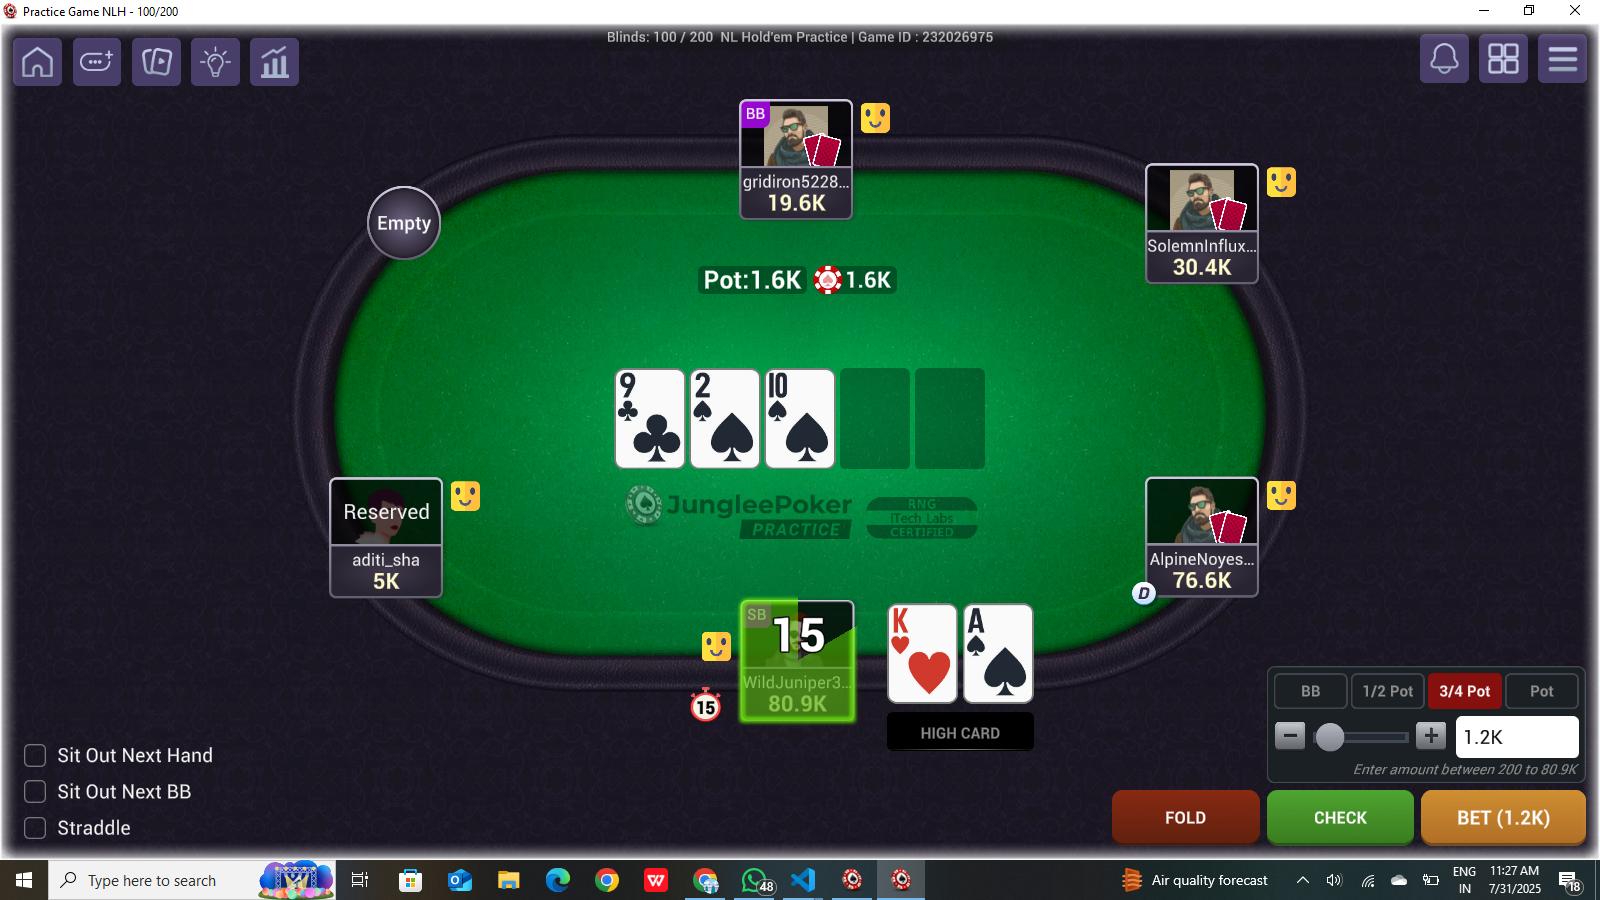 Practice Game NLH - 100/200
Blinds: 100 / 200 NL Hold'em Practice | Game ID : 232026975
BB
gridiron5228...
19.6K
SolemnInflux...
30.4K
Empty
Pot:1.6K 1.6K
9 2 10
Reserved
aditi_sha
5K
JungleePoker
PRACTICE
RNG
iTech Labs
CERTIFIED
AlpineNoyes...
76.6K
D
SB
15
WildJuniper3...
80.9K
15
K A
HIGH CARD
BB 1/2 Pot 3/4 Pot Pot
1.2K
Enter amount between 200 to 80.9K
Sit Out Next Hand
Sit Out Next BB
Straddle
FOLD CHECK BET (1.2K)
Type here to search
48
Air quality forecast
ENG
IN
11:27 AM
7/31/2025
18